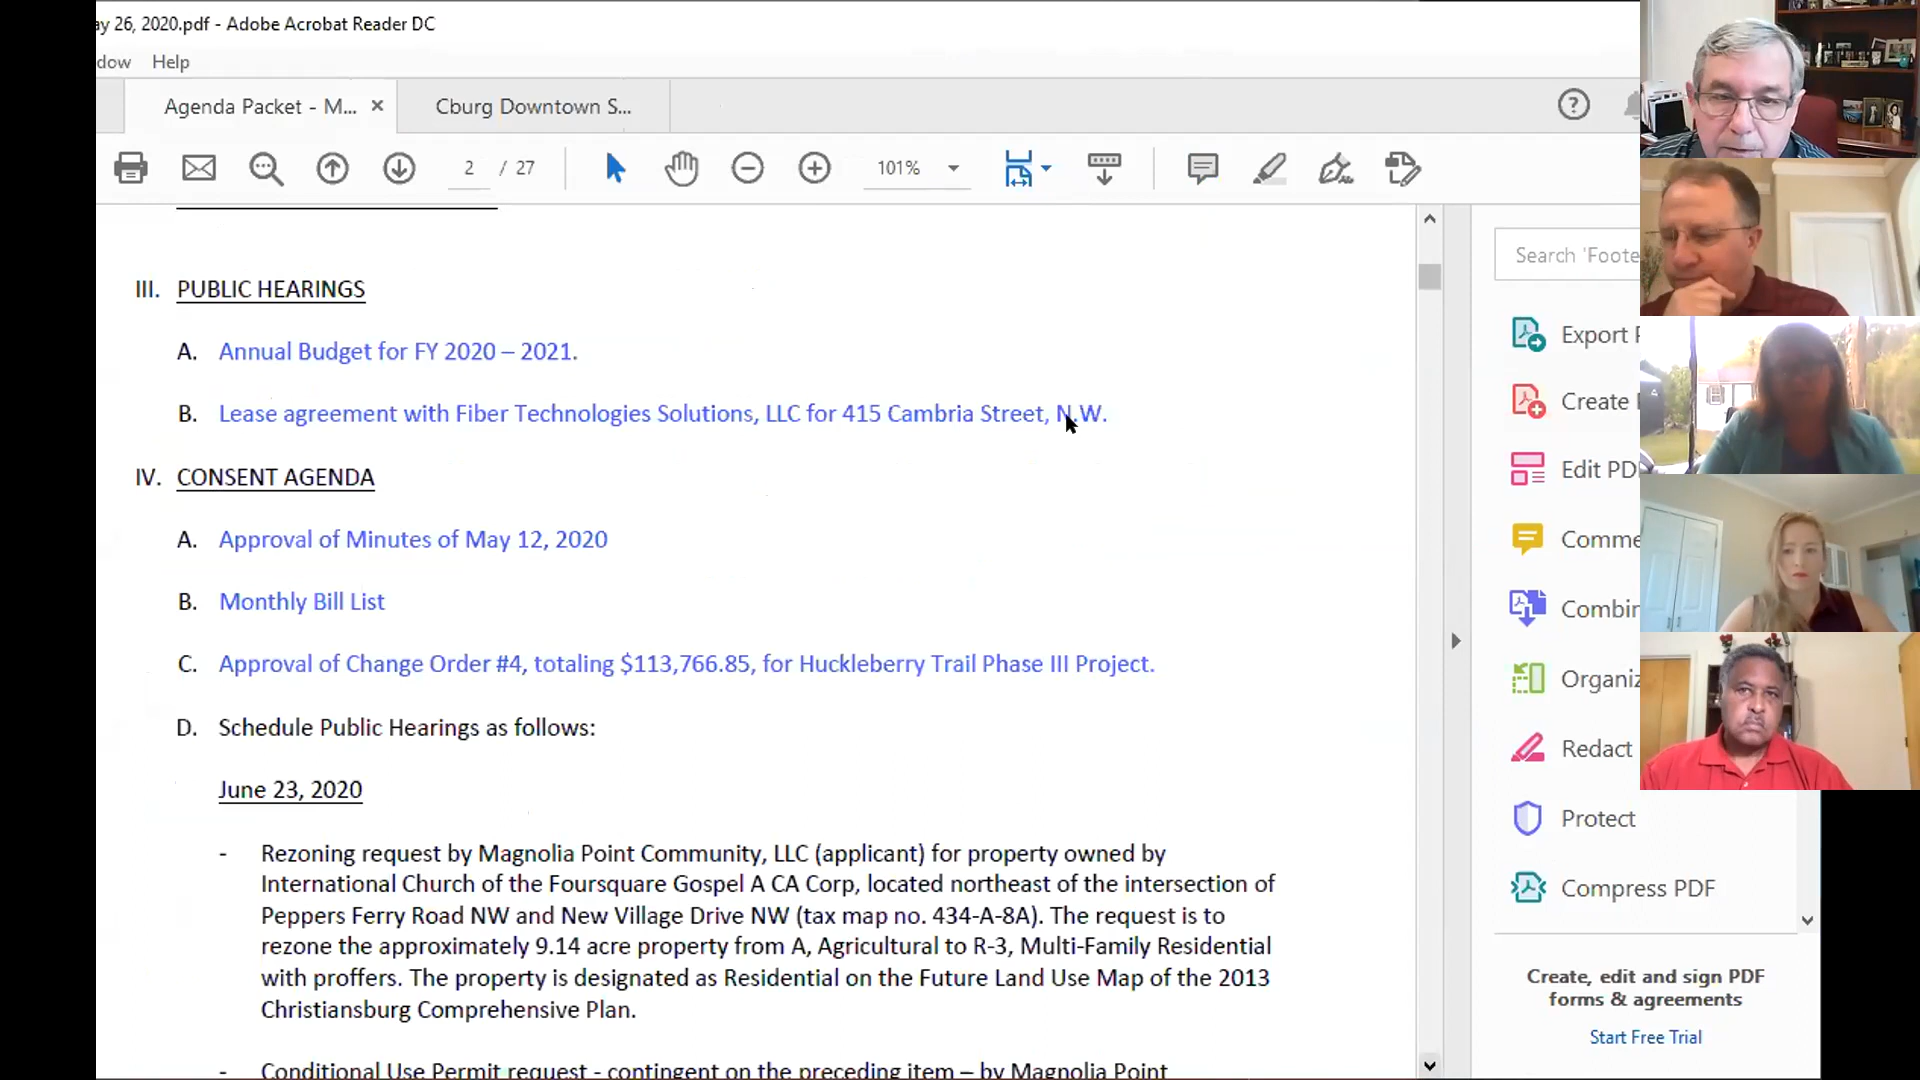 ay 26, 2020.pdf - Adobe Acrobat Reader DC
dow Help
Agenda Packet - M... × Cburg Downtown S...
2 / 27 101%
III. PUBLIC HEARINGS
A. Annual Budget for FY 2020 – 2021.
B. Lease agreement with Fiber Technologies Solutions, LLC for 415 Cambria Street, N.W.
IV. CONSENT AGENDA
A. Approval of Minutes of May 12, 2020
B. Monthly Bill List
C. Approval of Change Order #4, totaling $113,766.85, for Huckleberry Trail Phase III Project.
D. Schedule Public Hearings as follows:
June 23, 2020
- Rezoning request by Magnolia Point Community, LLC (applicant) for property owned by
International Church of the Foursquare Gospel A CA Corp, located northeast of the intersection of
Peppers Ferry Road NW and New Village Drive NW (tax map no. 434-A-8A). The request is to
rezone the approximately 9.14 acre property from A, Agricultural to R-3, Multi-Family Residential
with proffers. The property is designated as Residential on the Future Land Use Map of the 2013
Christiansburg Comprehensive Plan.
- Conditional Use Permit request - contingent on the preceding item – by Magnolia Point
Search 'Foote
Export P
Create
Edit PD
Comme
Combin
Organiz
Redact
Protect
Compress PDF
Create, edit and sign PDF
forms & agreements
Start Free Trial